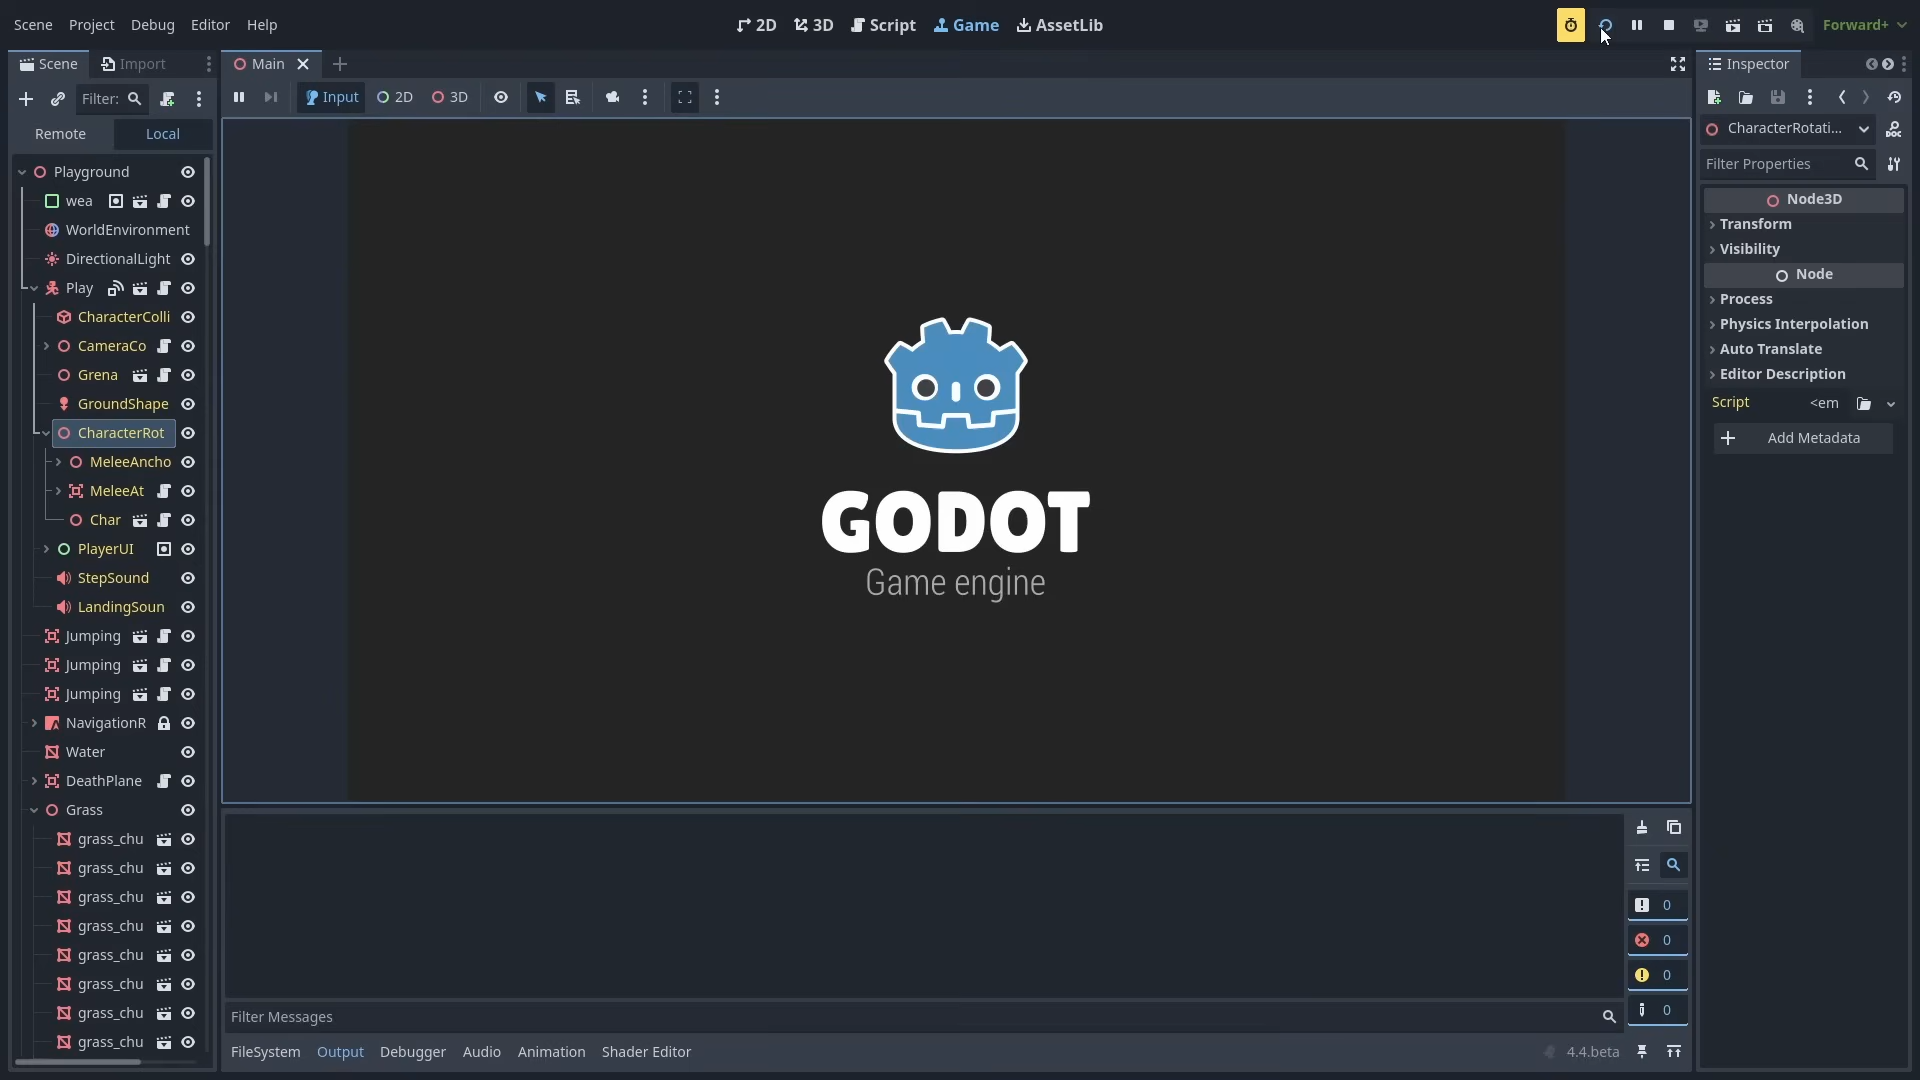 Scene Project Debug Editor Help
2D 3D Script Game AssetLib
Forward+
Scene Import
Filter:
Remote Local
Playground
wea
WorldEnvironment
DirectionalLight
Play
CharacterColli
CameraCo
Grena
GroundShape
CharacterRot
MeleeAncho
MeleeAt
Char
PlayerUI
StepSound
LandingSoun
Jumping
Jumping
Jumping
NavigationR
Water
DeathPlane
Grass
grass_chu
grass_chu
grass_chu
grass_chu
grass_chu
grass_chu
grass_chu
grass_chu
Main
Input 2D 3D
GODOT
Game engine
0
0
0
0
Filter Messages
FileSystem Output Debugger Audio Animation Shader Editor
4.4.beta
Inspector
CharacterRotati...
DOC
Filter Properties
Node3D
Transform
Visibility
Node
Process
Physics Interpolation
Auto Translate
Editor Description
Script <em
Add Metadata